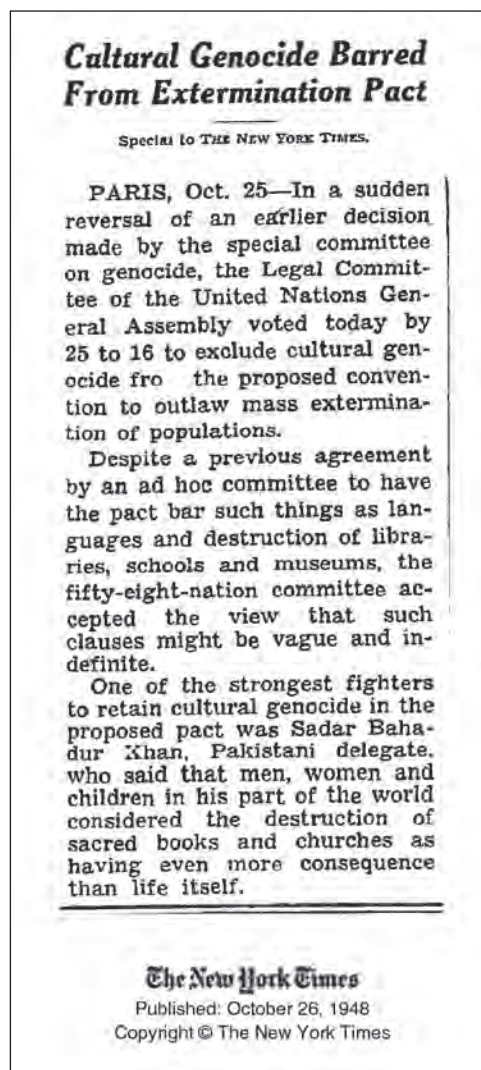 Cultural Genocide Barred
From Extermination Pact
Special to THE NEW YORK TIMES.
PARIS, Oct. 25—In a sudden
reversal of an earlier decision
made by the special committee
on genocide, the Legal Commit-
tee of the United Nations Gen-
eral Assembly voted today by
25 to 16 to exclude cultural gen-
ocide fro the proposed conven-
tion to outlaw mass extermina-
tion of populations.
Despite a previous agreement
by an ad hoc committee to have
the pact bar such things as lan-
guages and destruction of libra-
ries, schools and museums, the
fifty-eight-nation committee ac-
cepted the view that such
clauses might be vague and in-
definite.
One of the strongest fighters
to retain cultural genocide in the
proposed pact was Sadar Baha-
dur Khan, Pakistani delegate,
who said that men, women and
children in his part of the world
considered the destruction of
sacred books and churches as
having even more consequence
than life itself.
The New York Times
Published: October 26, 1948
Copyright © The New York Times